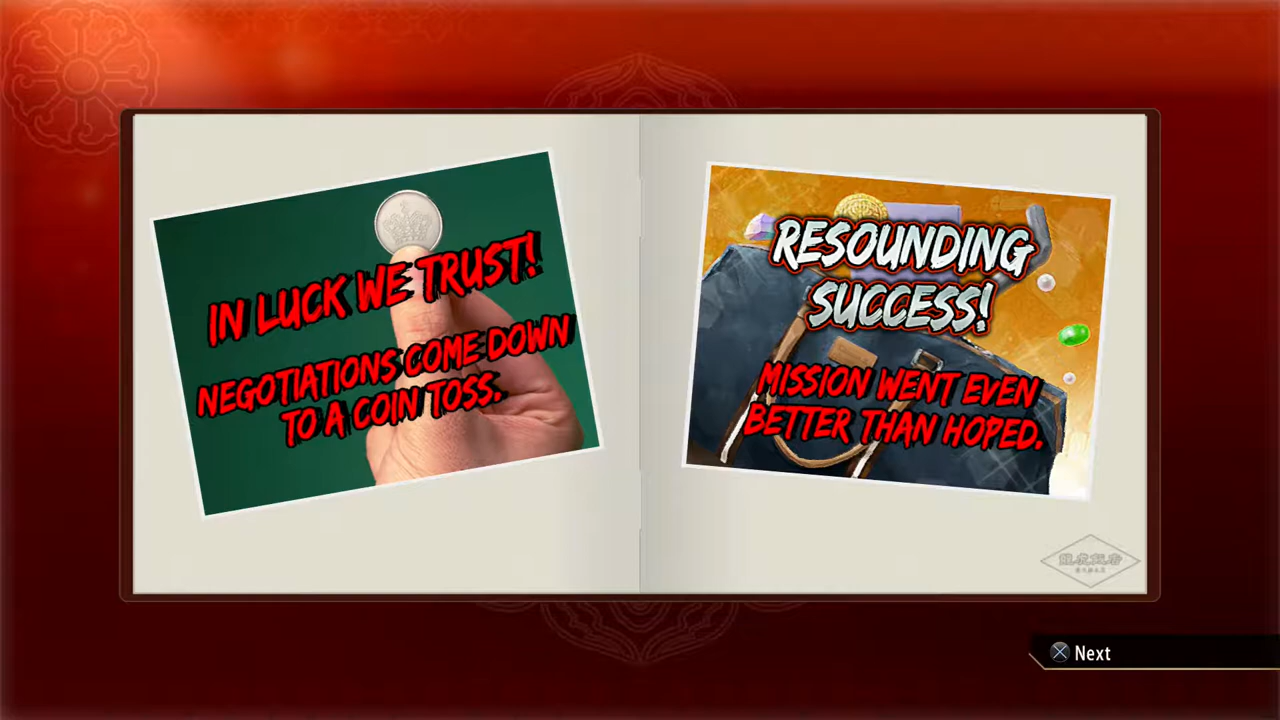 IN LUCK WE TRUST!
NEGOTIATIONS COME DOWN
TO A COIN TOSS.
RESOUNDING
SUCCESS!
MISSION WENT EVEN
BETTER THAN HOPED.
Next